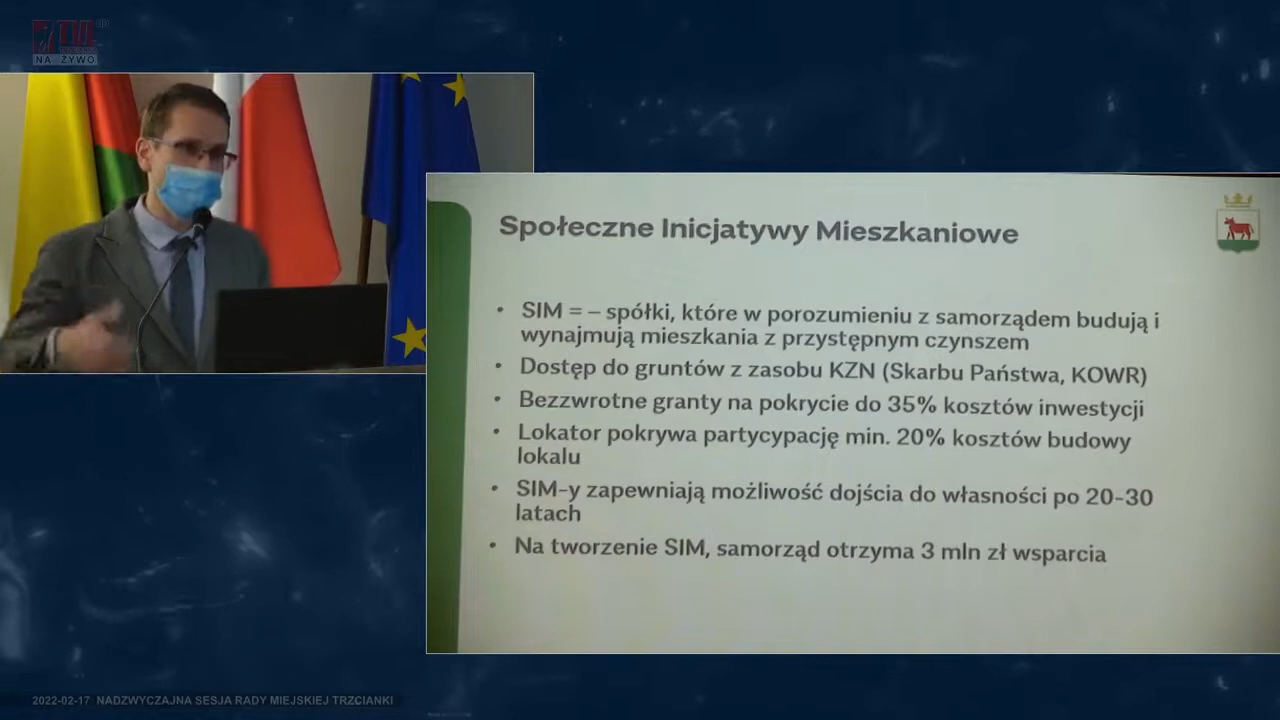 NA ŻYWO
Społeczne Inicjatywy Mieszkaniowe
• SIM = – spółki, które w porozumieniu z samorządem budują i
wynajmują mieszkania z przystępnym czynszem
• Dostęp do gruntów z zasobu KZN (Skarbu Państwa, KOWR)
• Bezzwrotne granty na pokrycie do 35% kosztów inwestycji
• Lokator pokrywa partycypację min. 20% kosztów budowy
lokalu
• SIM-y zapewniają możliwość dojścia do własności po 20-30
latach
• Na tworzenie SIM, samorząd otrzyma 3 mln zł wsparcia
2022-02-17 NADZWYCZAJNA SESJA RADY MIEJSKIEJ TRZCIANKI